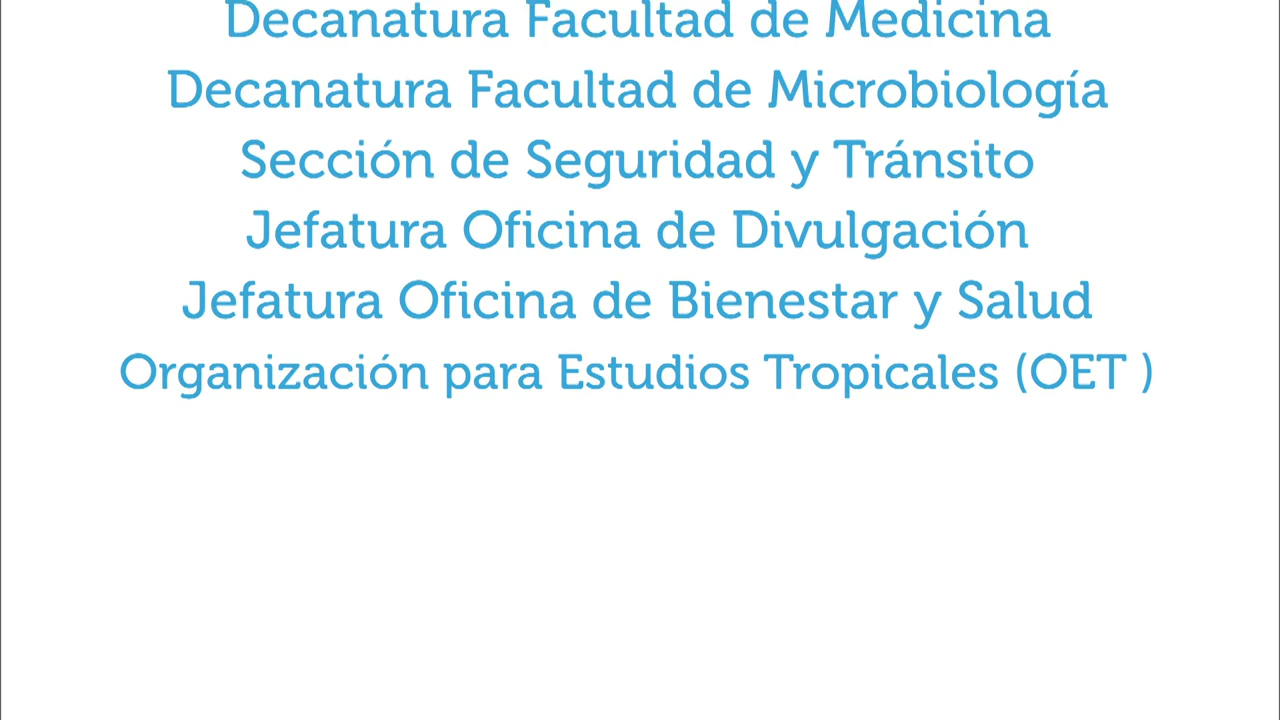 Decanatura Facultad de Medicina
Decanatura Facultad de Microbiología
Sección de Seguridad y Tránsito
Jefatura Oficina de Divulgación
Jefatura Oficina de Bienestar y Salud
Organización para Estudios Tropicales (OET )